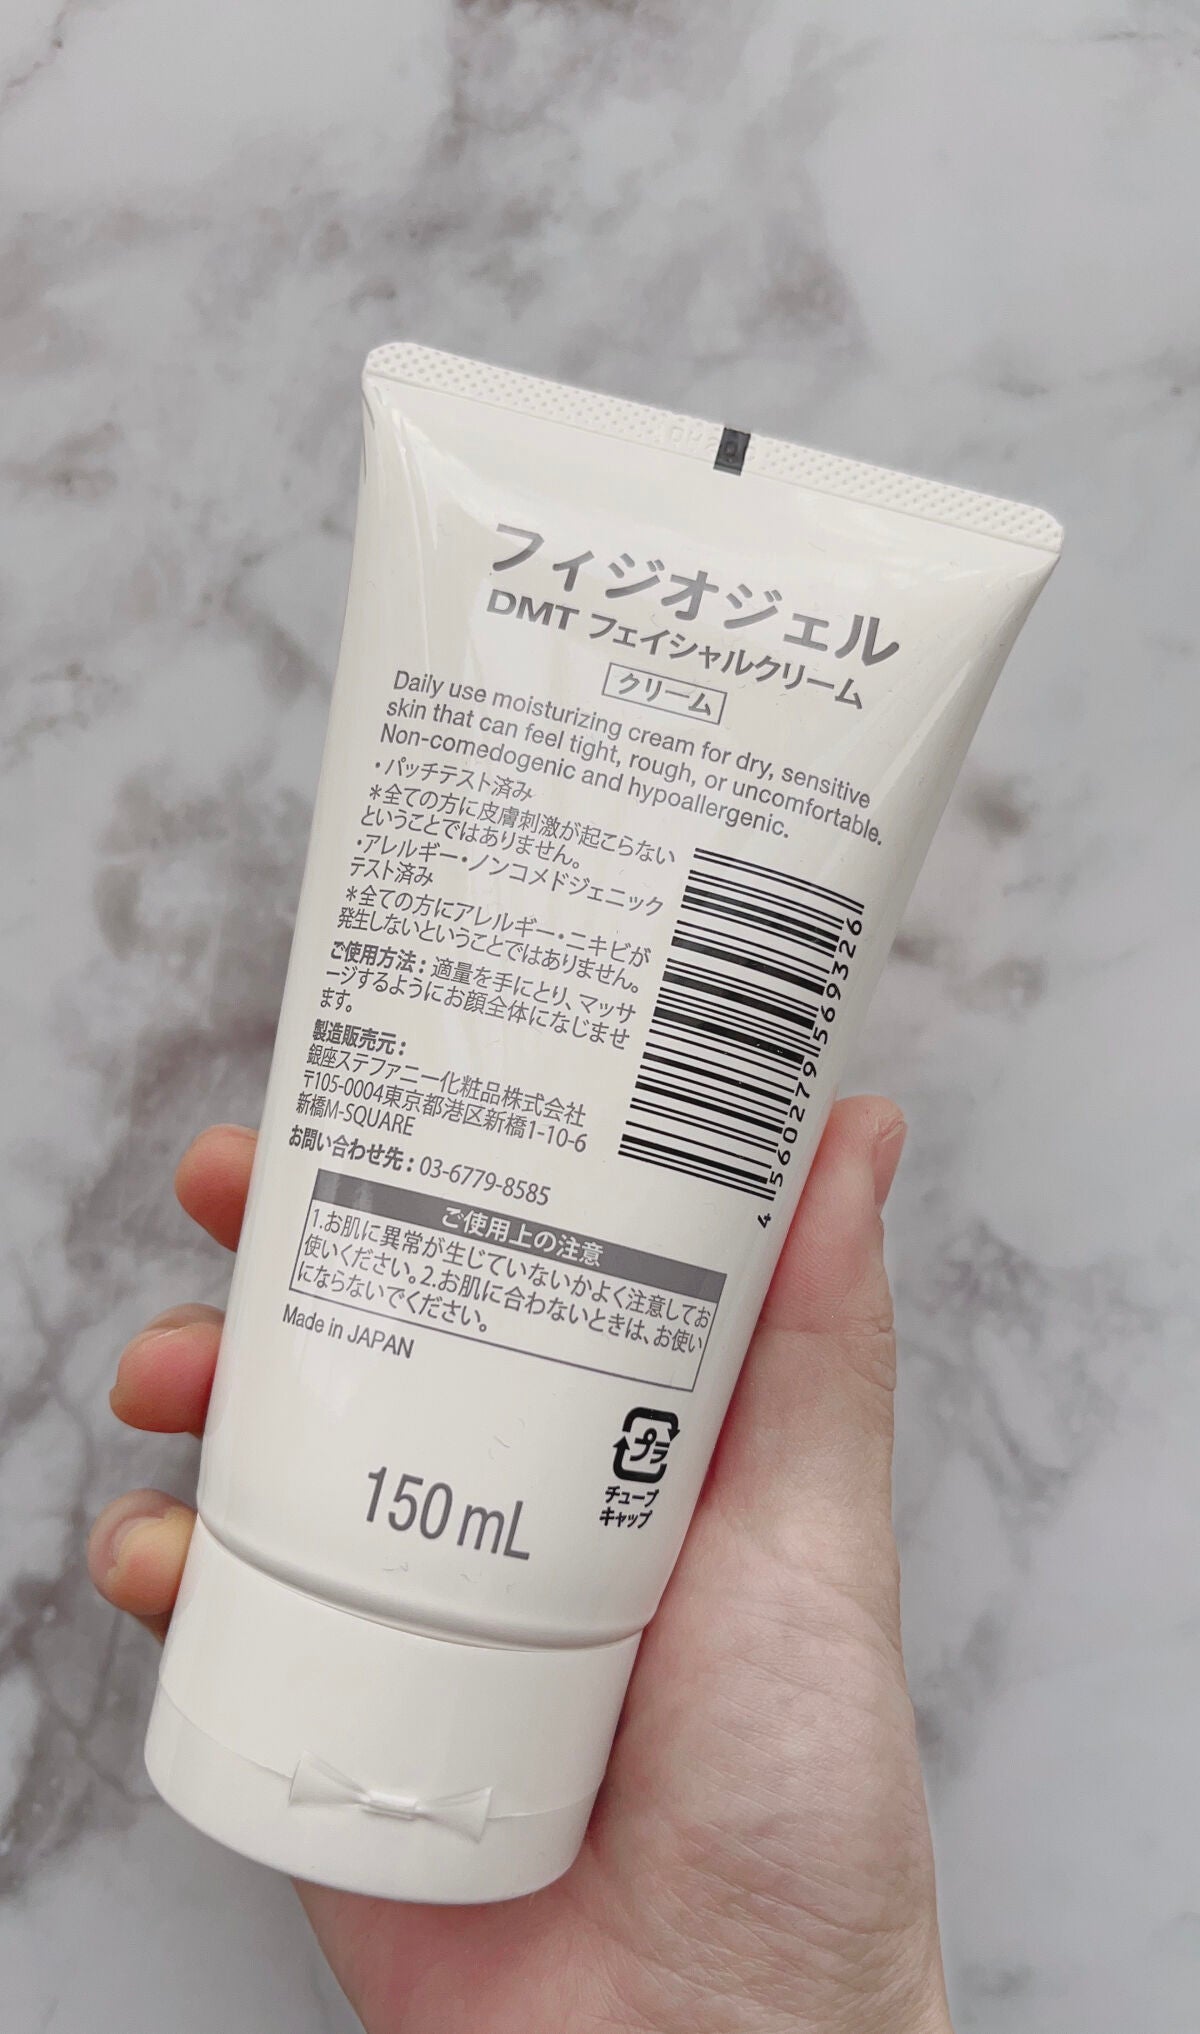 フィジオジェル
DMT フェイシャルクリーム
クリーム
Daily use moisturizing cream for dry, sensitive
skin that can feel tight, rough, or uncomfortable.
Non-comedogenic and hypoallergenic.
・パッチテスト済み
*全ての方に皮膚刺激が起こらない
ということではありません。
・アレルギー・ノンコメドジェニック
テスト済み
*全ての方にアレルギー・ニキビが
発生しないということではありません。
ご使用方法:適量を手にとり、マッサ
ージするようにお顔全体になじませ
ます。
製造販売元:
銀座ステファニー化粧品株式会社
〒105-0004東京都港区新橋1-10-6
新橋M-SQUARE
お問い合わせ先:03-6779-8585
4 560279 569326
ご使用上の注意
1.お肌に異常が生じていないかよく注意してお
使いください。2.お肌に合わないときは、お使い
にならないでください。
Made in JAPAN
プラ
チューブ
キャップ
150mL